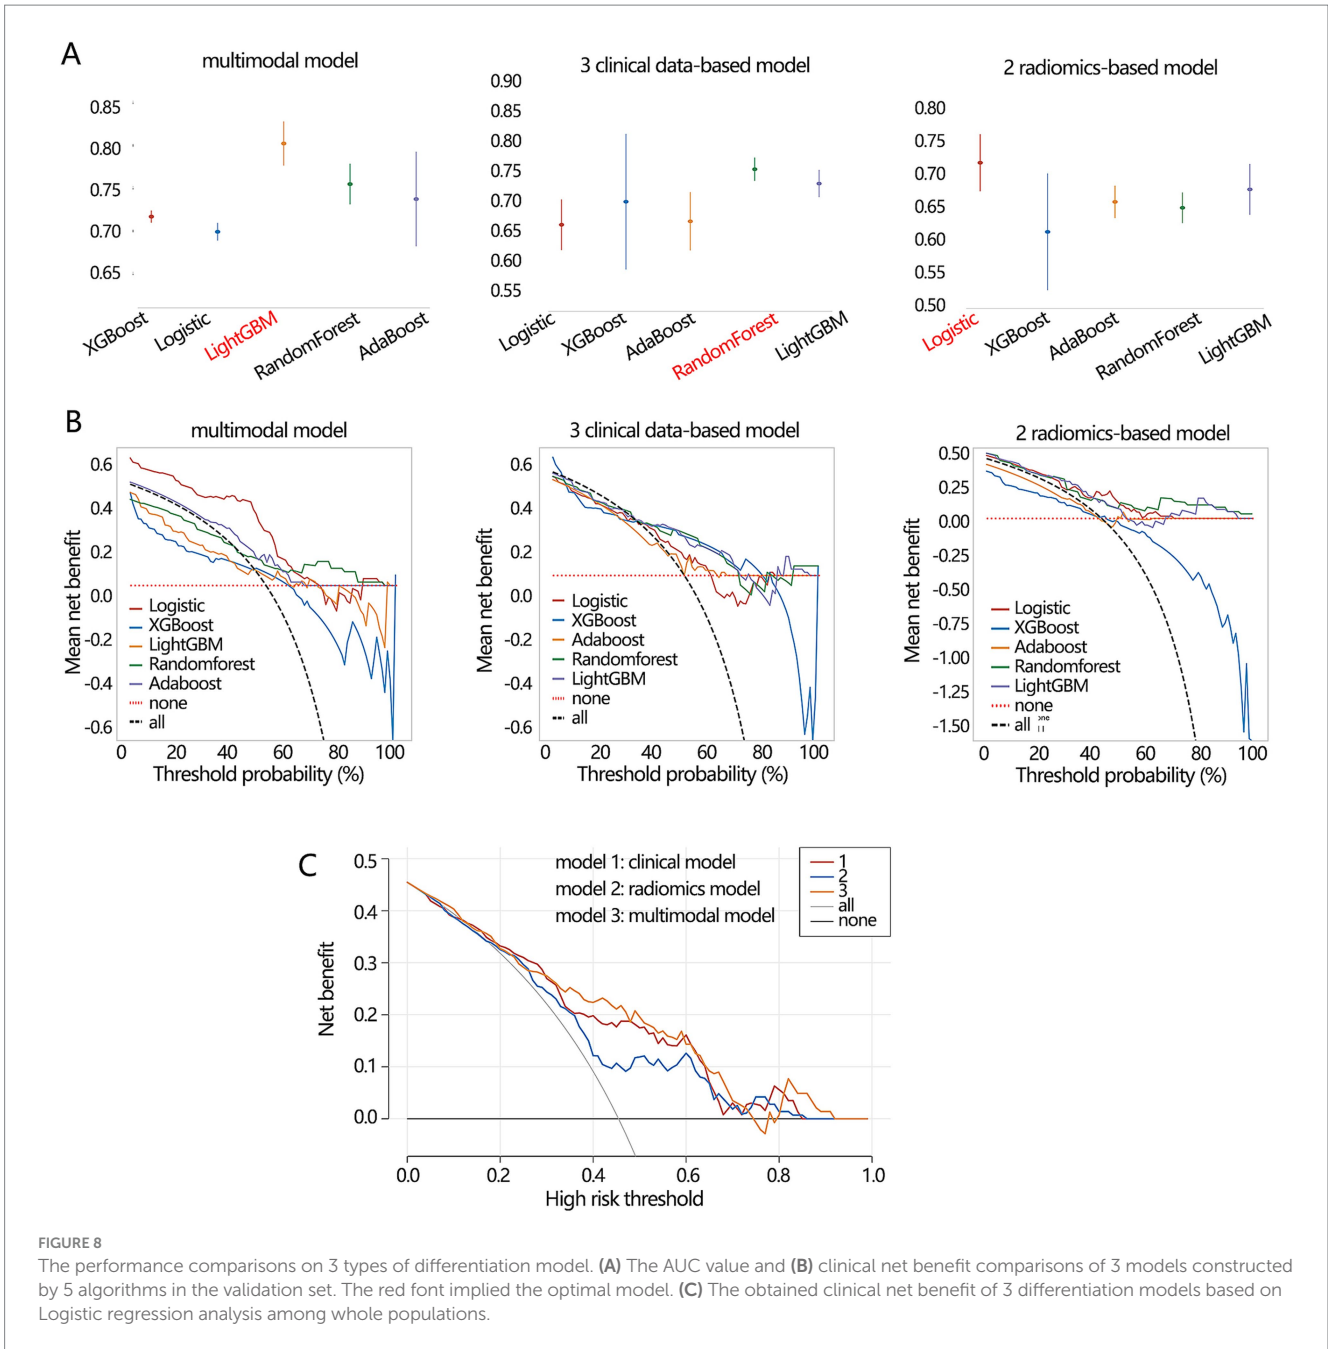 A
multimodal model
0.85
0.80
0.75
0.70
0.65
XGBoost
Logistic
LightGBM
RandomForest
AdaBoost
3 clinical data-based model
0.90
0.85
0.80
0.75
0.70
0.65
0.60
0.55
Logistic
XGBoost
AdaBoost
RandomForest
LightGBM
2 radiomics-based model
0.80
0.75
0.70
0.65
0.60
0.55
0.50
Logistic
XGBoost
AdaBoost
RandomForest
LightGBM
B
multimodal model
Mean net benefit
0.6
0.4
0.2
0.0
-0.2
-0.4
-0.6
Logistic
XGBoost
LightGBM
Randomforest
Adaboost
none
all
0 20 40 60 80 100
Threshold probability (%)
3 clinical data-based model
Mean net benefit
0.6
0.4
0.2
0.0
-0.2
-0.4
-0.6
Logistic
XGBoost
Adaboost
Randomforest
LightGBM
none
all
0 20 40 60 80 100
Threshold probability (%)
2 radiomics-based model
Mean net benefit
0.50
0.25
0.00
-0.25
-0.50
-0.75
-1.00
-1.25
-1.50
Logistic
XGBoost
Adaboost
Randomforest
LightGBM
none
all
0 20 40 60 80 100
Threshold probability (%)
C
Net benefit
0.5
0.4
0.3
0.2
0.1
0.0
model 1: clinical model
model 2: radiomics model
model 3: multimodal model
1
2
3
all
none
0.0 0.2 0.4 0.6 0.8 1.0
High risk threshold
FIGURE 8
The performance comparisons on 3 types of differentiation model. (A) The AUC value and (B) clinical net benefit comparisons of 3 models constructed
by 5 algorithms in the validation set. The red font implied the optimal model. (C) The obtained clinical net benefit of 3 differentiation models based on
Logistic regression analysis among whole populations.